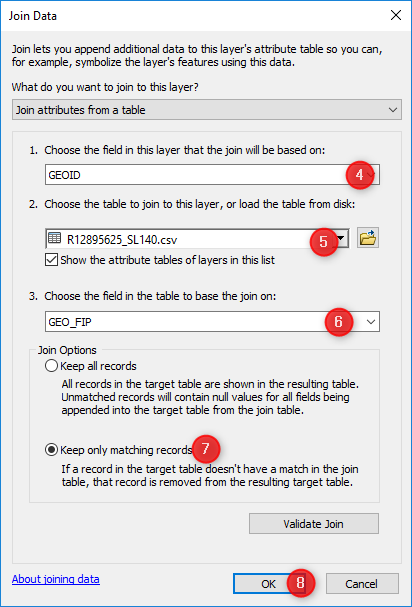 Join Data
Join lets you append additional data to this layer's attribute table so you can,
for example, symbolize the layer's features using this data.
What do you want to join to this layer?
Join attributes from a table
1. Choose the field in this layer that the join will be based on:
GEOID 4
2. Choose the table to join to this layer, or load the table from disk:
R12895625_SL140.csv 5
Show the attribute tables of layers in this list
3. Choose the field in the table to base the join on:
GEO_FIP 6
Join Options
Keep all records
All records in the target table are shown in the resulting table.
Unmatched records will contain null values for all fields being
appended into the target table from the join table.
Keep only matching records 7
If a record in the target table doesn't have a match in the join
table, that record is removed from the resulting target table.
Validate Join
About joining data OK 8 Cancel